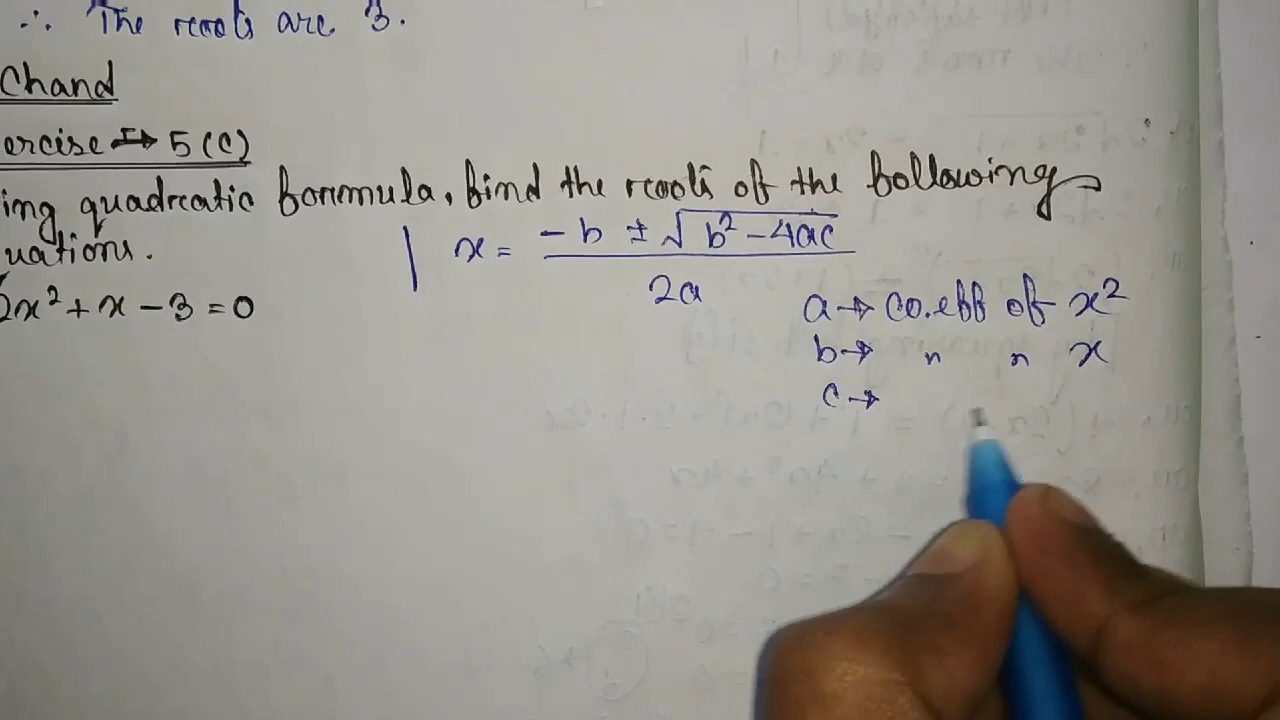 ∴ The roots are 3.
Chand
ercise → 5(C)
ing quadratic formula, find the roots of the following
uations.
x = -b ± √b² - 4ac / 2a
2x² + x - 3 = 0
a → co.eff of x²
b → " " x
c →